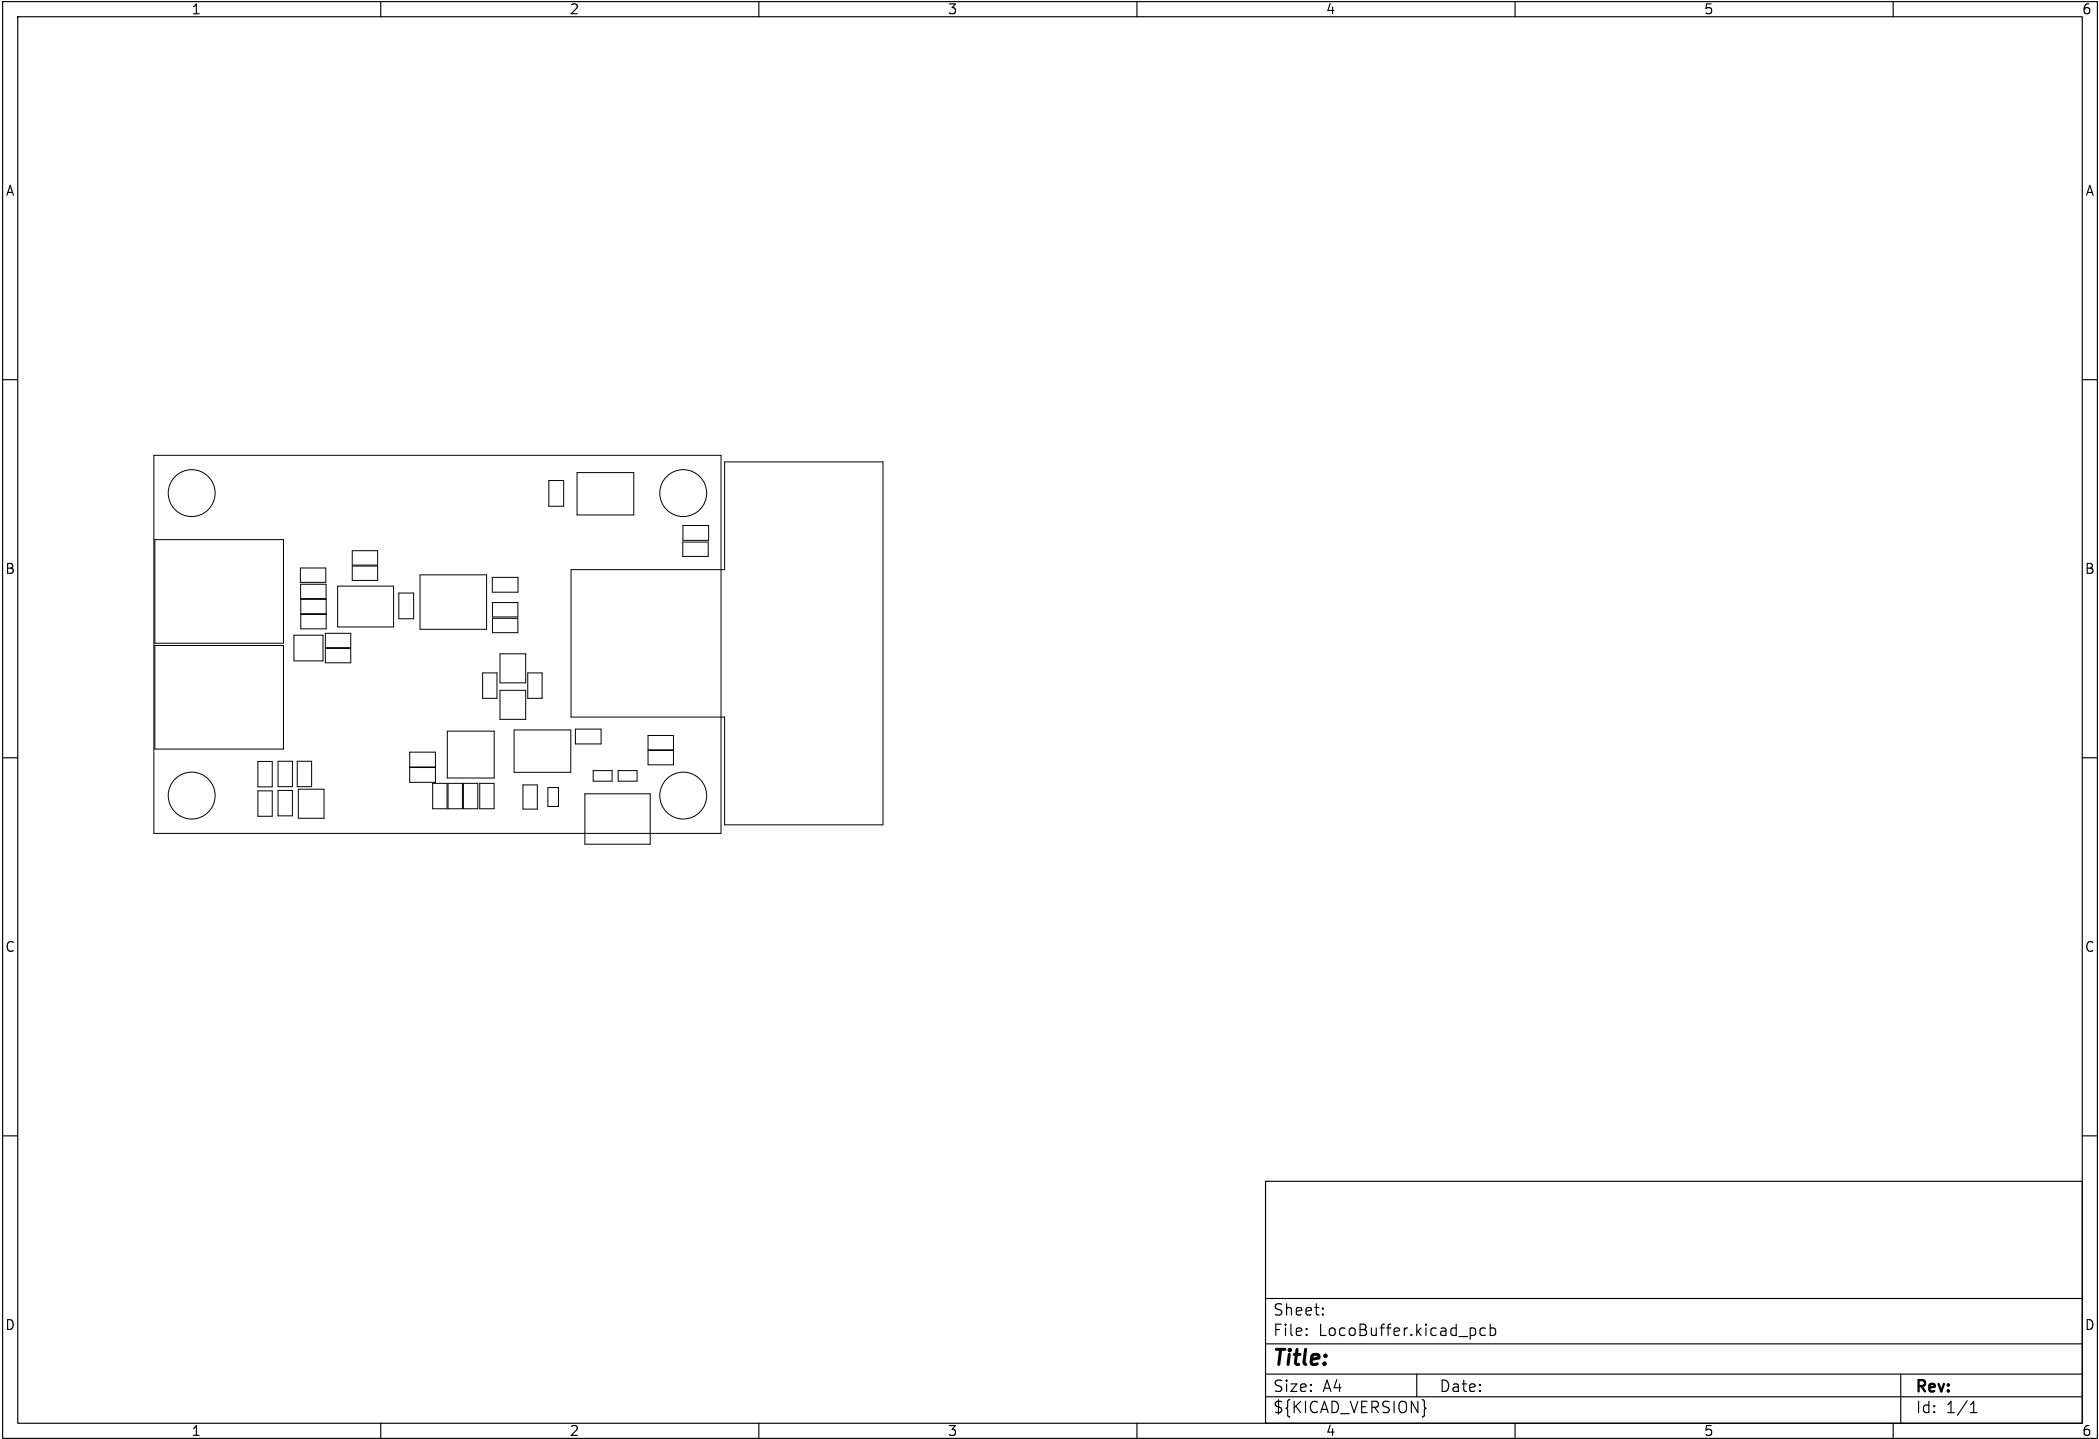 1 2 3 4 5 6
A A
B B
C C
D D
Sheet:
File: LocoBuffer.kicad_pcb
Title:
Size: A4 Date: Rev:
${KICAD_VERSION} Id: 1/1
1 2 3 4 5 6